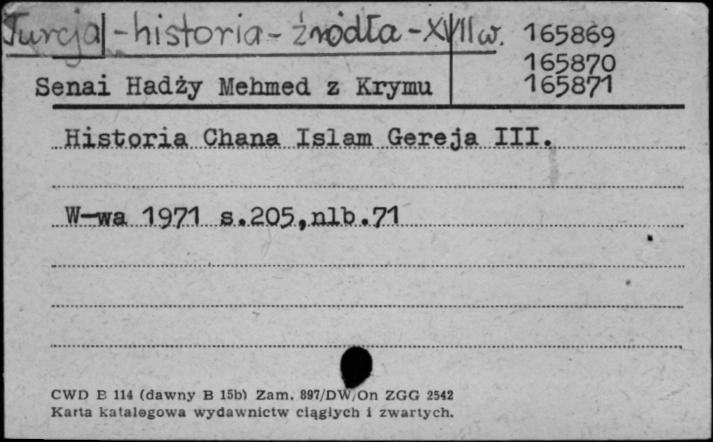 Turcja - historia - źródła - XVII w. 165869
165870
Senai Hadży Mehmed z Krymu 165871
Historia Chana Islam Gereja III.
W-wa 1971 s.205,nlb.71
CWD B 114 (dawny B 15b) Zam. 897/DW/On ZGG 2542
Karta katalogowa wydawnictw ciągłych i zwartych.